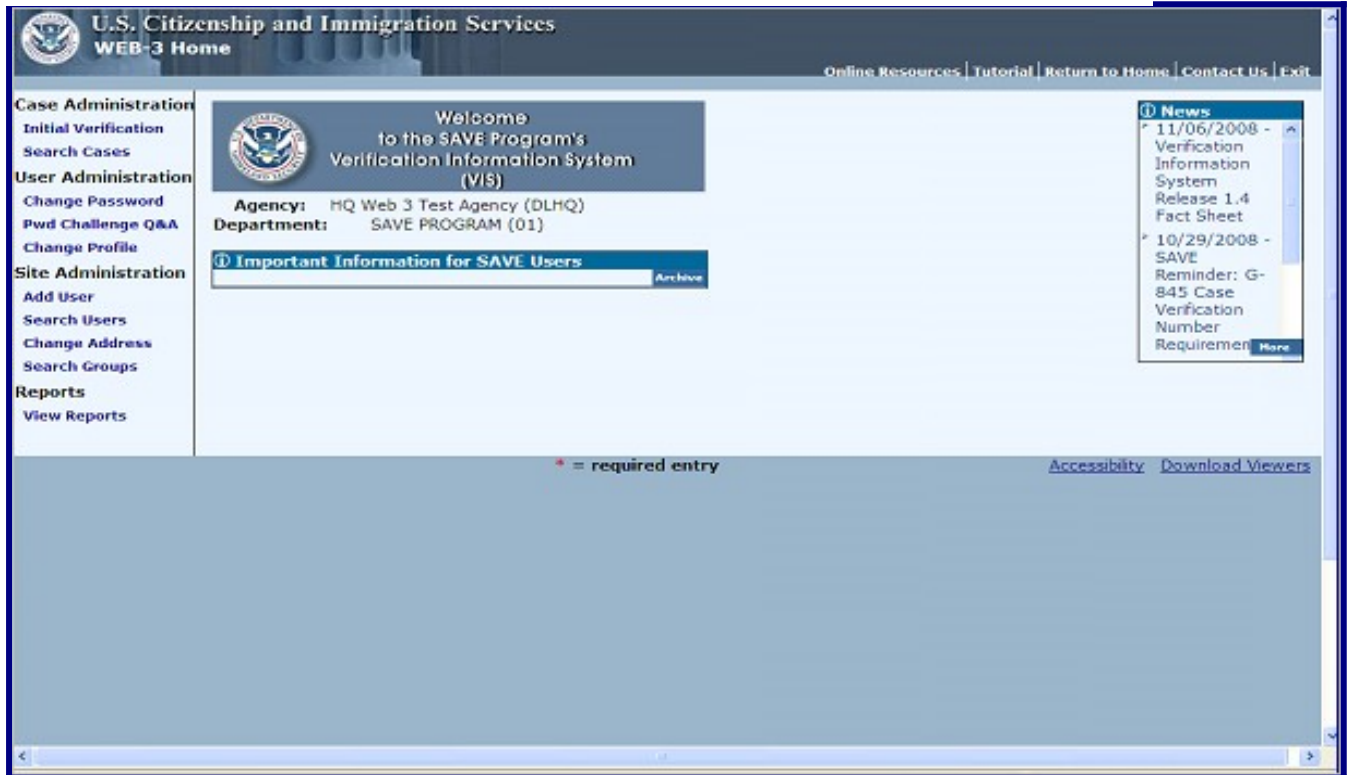 U.S. Citizenship and Immigration Services
WEB-3 Home
Online Resources | Tutorial | Return to Home | Contact Us | Exit
Case Administration
Initial Verification
Search Cases
User Administration
Change Password
Pwd Challenge Q&A
Change Profile
Site Administration
Add User
Search Users
Change Address
Search Groups
Reports
View Reports
Welcome
to the SAVE Program's
Verification Information System
(VIS)
Agency: HQ Web 3 Test Agency (DLHQ)
Department: SAVE PROGRAM (01)
Important Information for SAVE Users
Archive
News
11/06/2008 -
Verification
Information
System
Release 1.4
Fact Sheet
10/29/2008 -
SAVE
Reminder: G-
845 Case
Verification
Number
Requiremen
More
* = required entry
Accessibility Download Viewers